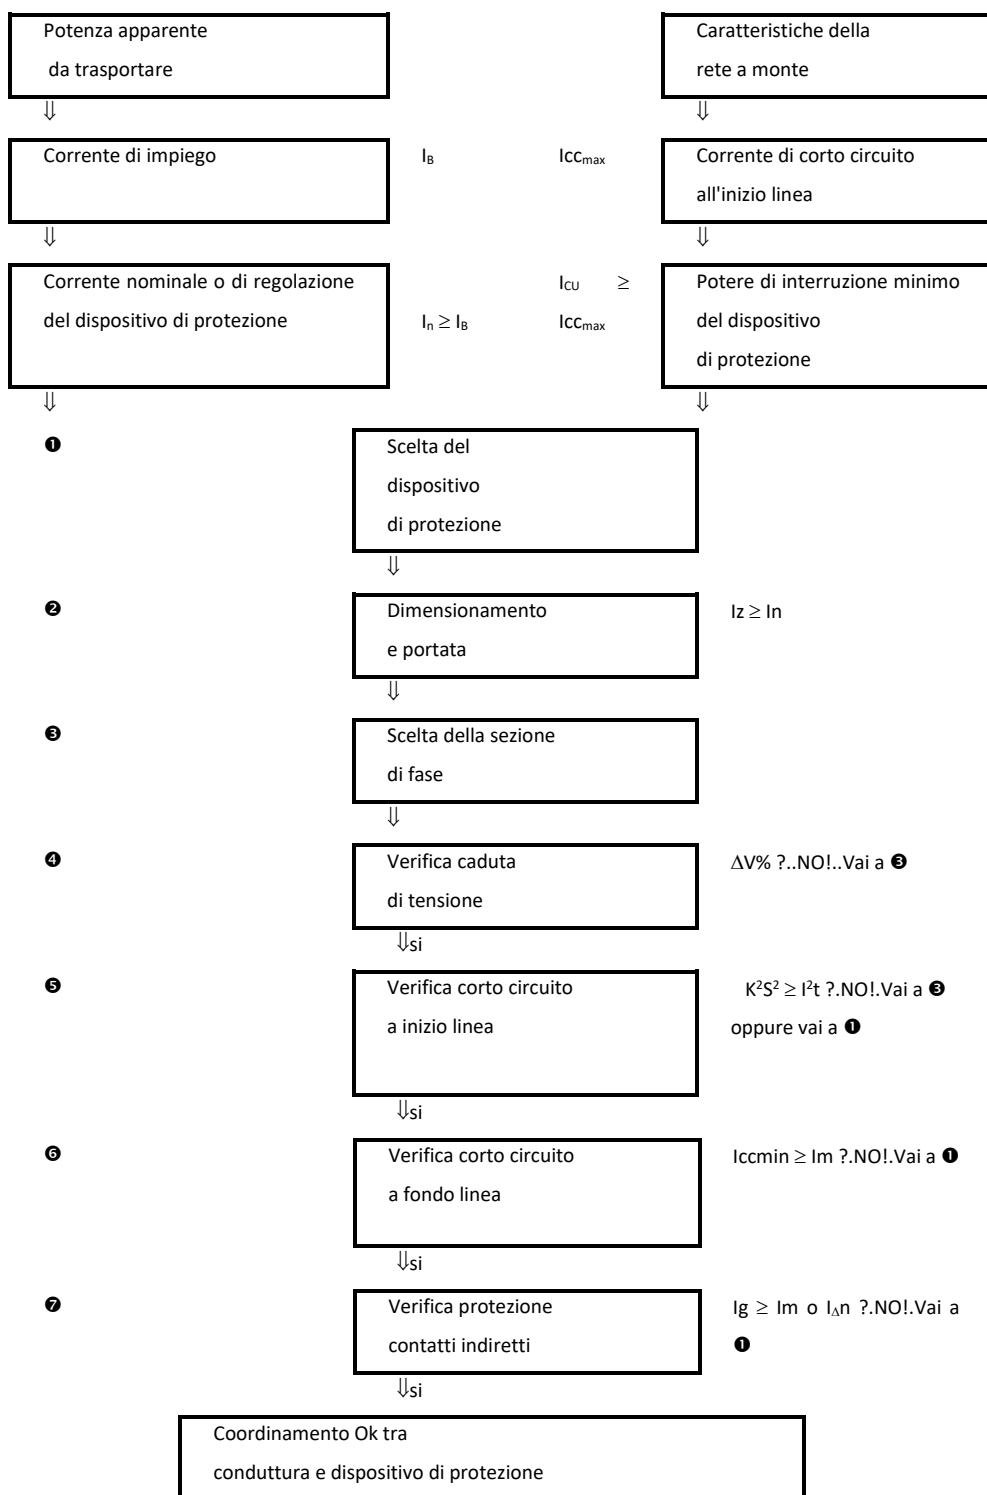 Potenza apparente
da trasportare
Caratteristiche della
rete a monte
⇓
⇓
Corrente di impiego
I_B
Icc_max
Corrente di corto circuito
all'inizio linea
⇓
⇓
Corrente nominale o di regolazione
del dispositivo di protezione
I_n ≥ I_B
I_CU ≥
Icc_max
Potere di interruzione minimo
del dispositivo
di protezione
⇓
⇓
❶
Scelta del
dispositivo
di protezione
⇓
❷
Dimensionamento
e portata
Iz ≥ In
⇓
❸
Scelta della sezione
di fase
⇓
❹
Verifica caduta
di tensione
ΔV% ?..NO!..Vai a ❸
⇓si
❺
Verifica corto circuito
a inizio linea
K²S² ≥ I²t ?.NO!.Vai a ❸
oppure vai a ❶
⇓si
❻
Verifica corto circuito
a fondo linea
Iccmin ≥ Im ?.NO!.Vai a ❶
⇓si
❼
Verifica protezione
contatti indiretti
Ig ≥ Im o I_Δn ?.NO!.Vai a
❶
⇓si
Coordinamento Ok tra
conduttura e dispositivo di protezione